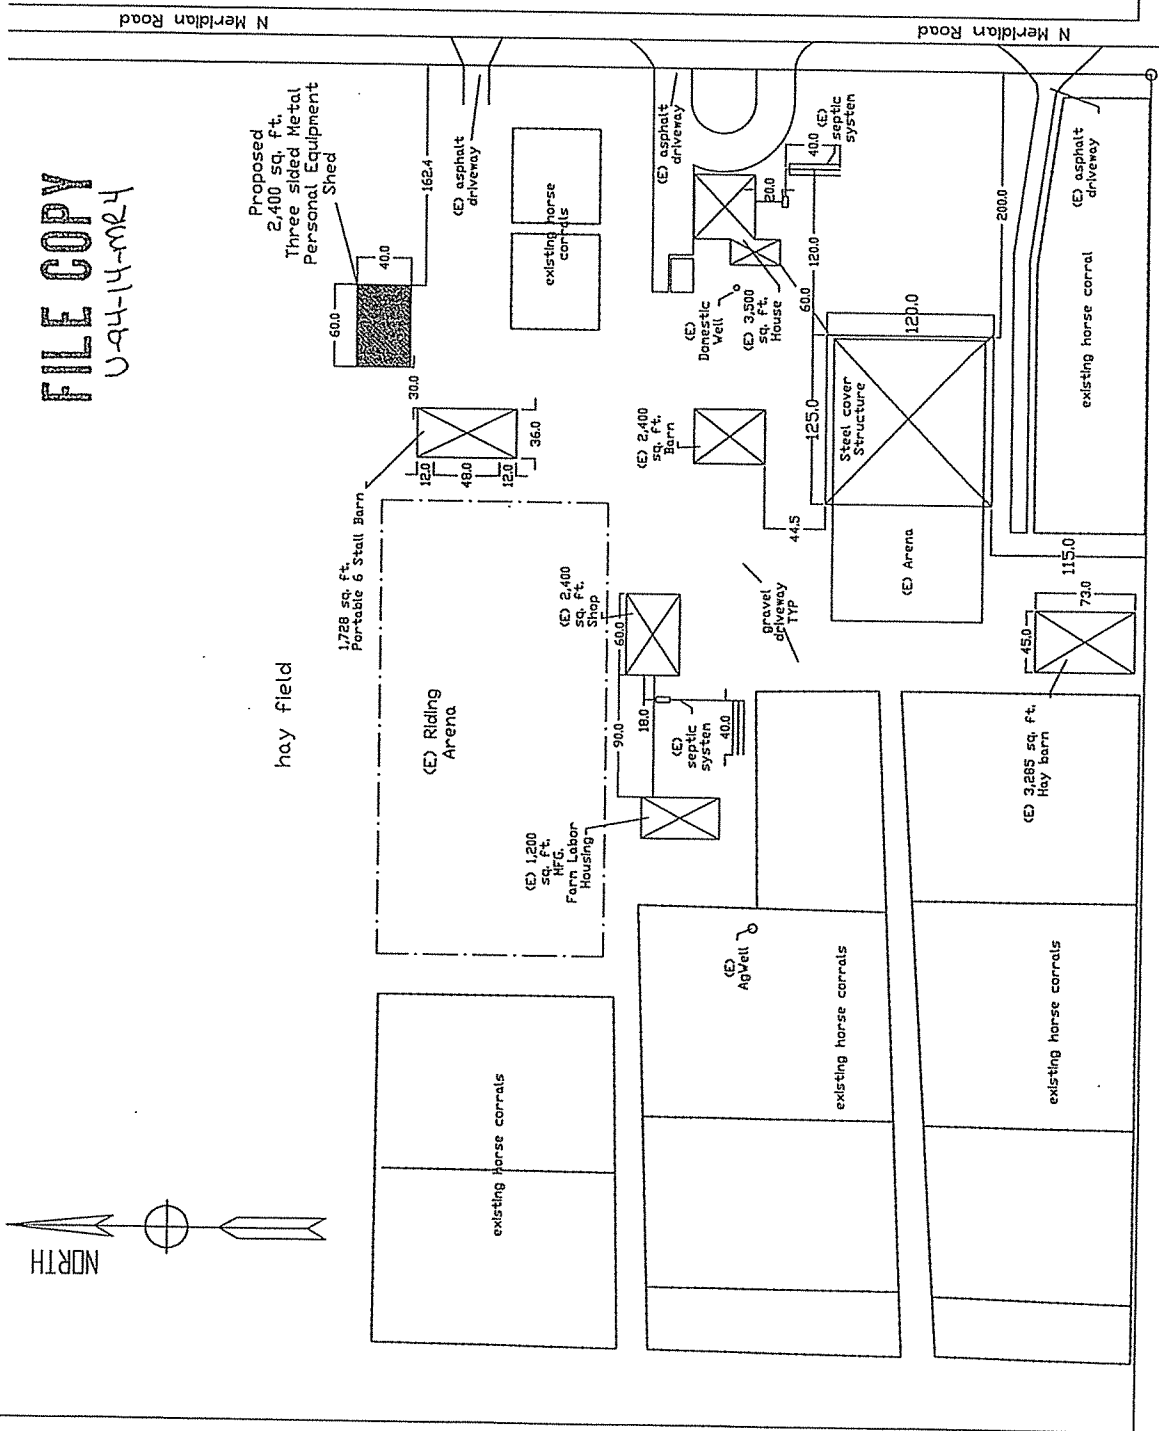 N Meridian Road
N Meridian Road
FILE COPY
U-94-14-MR4
Proposed
2,400 sq. ft.
Three sided Metal
Personal Equipment
Shed
60.0
40.0
162.4
30.0
(E) asphalt
driveway
existing horse
corrals
(E) asphalt
driveway
40.0
(E)
septic
system
20.0
120.0
(E)
Domestic
Well
(E) 3,500
sq. ft.
House
60.0
200.0
(E) asphalt
driveway
existing horse corral
120.0
125.0
Steel cover
Structure
(E) 2,400
sq. ft.
Barn
44.5
(E) Arena
115.0
1,728 sq. ft.
Portable 6 Stall Barn
12.0
48.0
12.0
36.0
hay field
(E) Riding
Arena
(E) 2,400
sq. ft.
Shop
60.0
90.0
18.0
(E)
septic
system
40.0
gravel
driveway
TYP
73.0
45.0
(E) 3,285 sq. ft.
Hay barn
(E) 1,200
sq. ft.
MFG.
Farm Labor
Housing
(E)
AgWell
existing horse corrals
existing horse corrals
existing horse corrals
NORTH